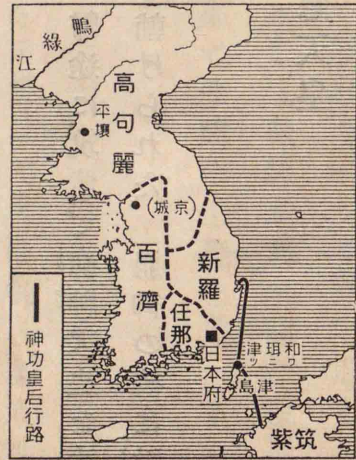 鴨綠江
高句麗
平壤
(京城)
百濟
新羅
任那
日本府
和珥津
ワニツ
津島
紫筑
神功皇后行路